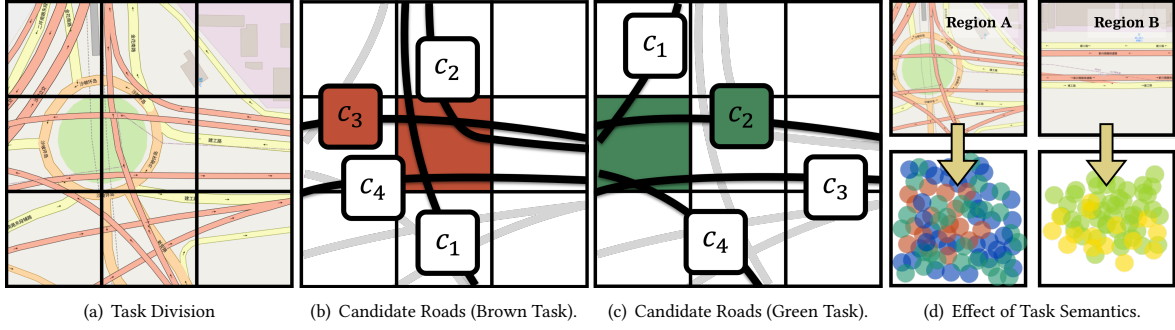 Region A
Region B
c₂
c₃
c₄
c₁
c₁
c₂
c₃
c₄
(a) Task Division
(b) Candidate Roads (Brown Task).
(c) Candidate Roads (Green Task).
(d) Effect of Task Semantics.